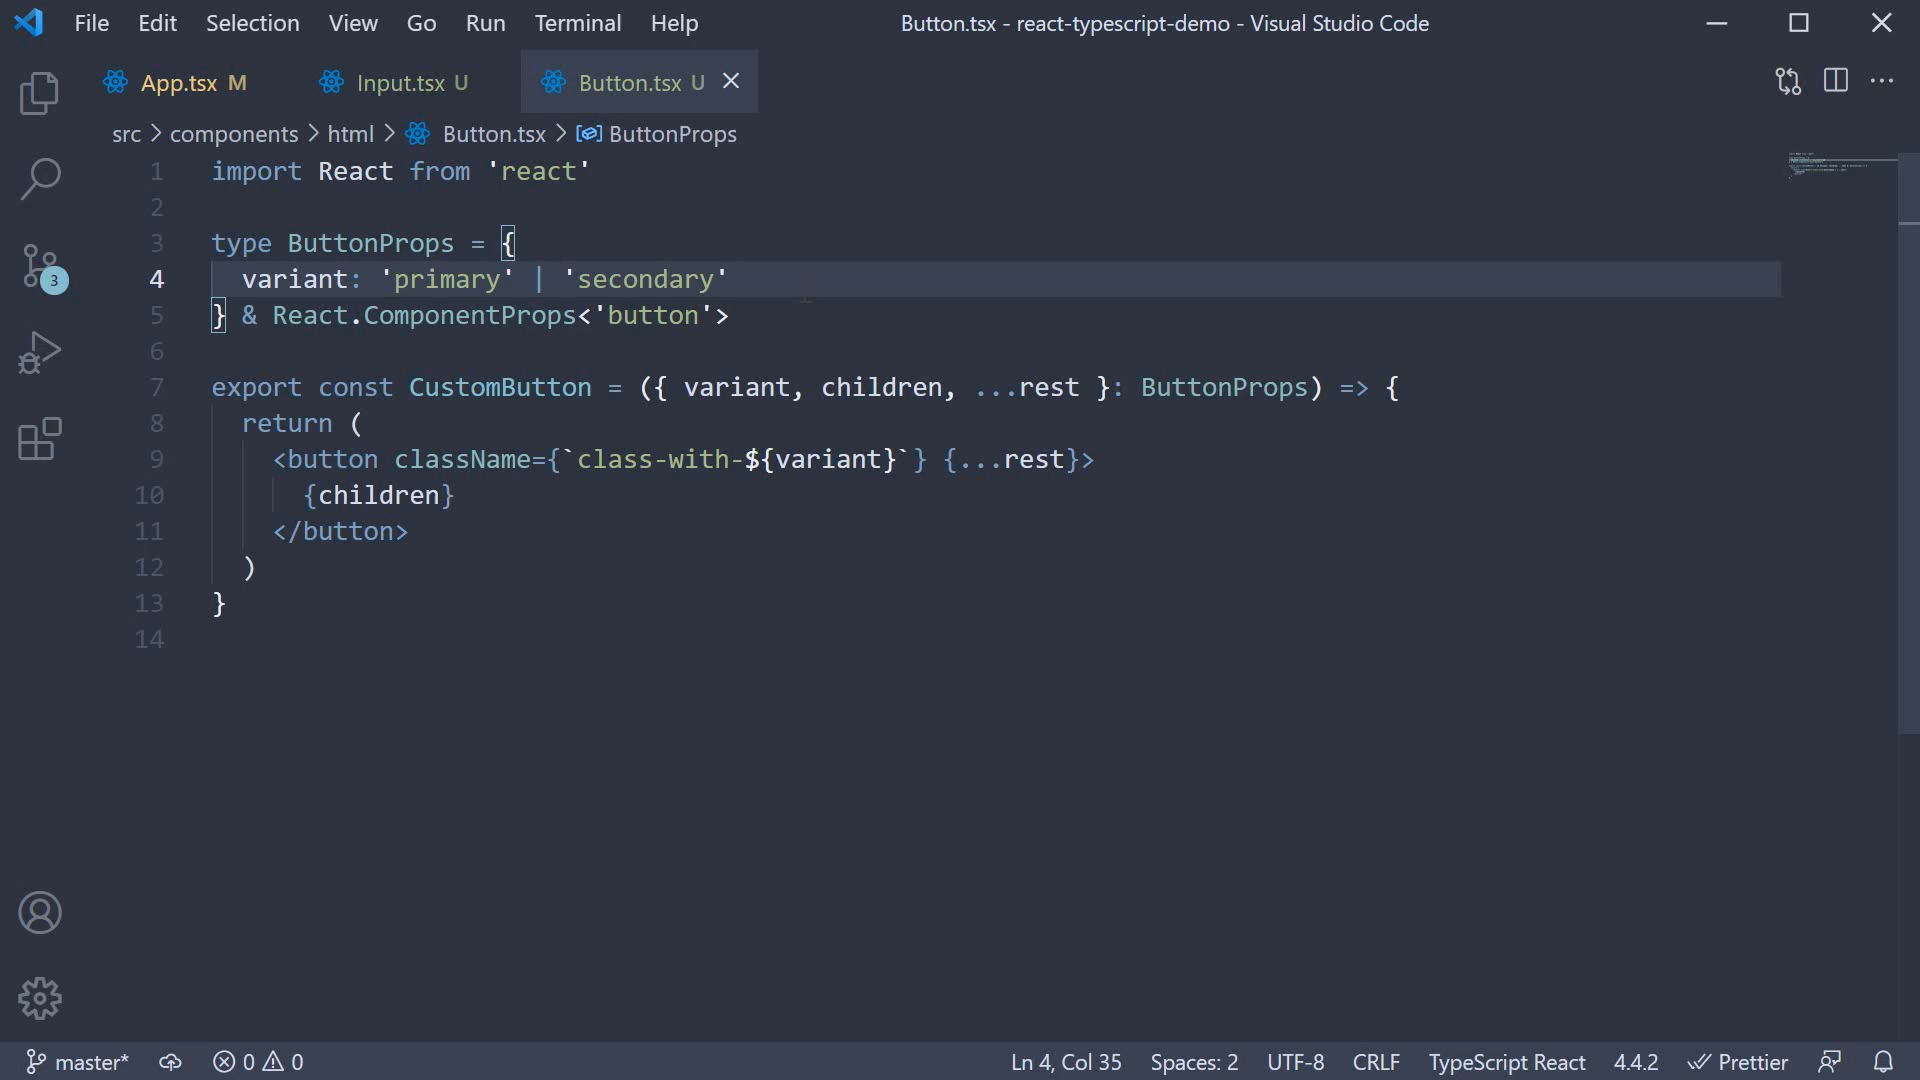 File Edit Selection View Go Run Terminal Help Button.tsx - react-typescript-demo - Visual Studio Code
App.tsx M Input.tsx U Button.tsx U
src components html Button.tsx ButtonProps
1 import React from 'react'
2
3 type ButtonProps = {
4 variant: 'primary' | 'secondary'
5 } & React.ComponentProps<'button'>
6
7 export const CustomButton = ({ variant, children, ...rest }: ButtonProps) => {
8 return (
9 <button className={`class-with-${variant}`} {...rest}>
10 {children}
11 </button>
12 )
13 }
14
3
master* 0 0 Ln 4, Col 35 Spaces: 2 UTF-8 CRLF TypeScript React 4.4.2 Prettier